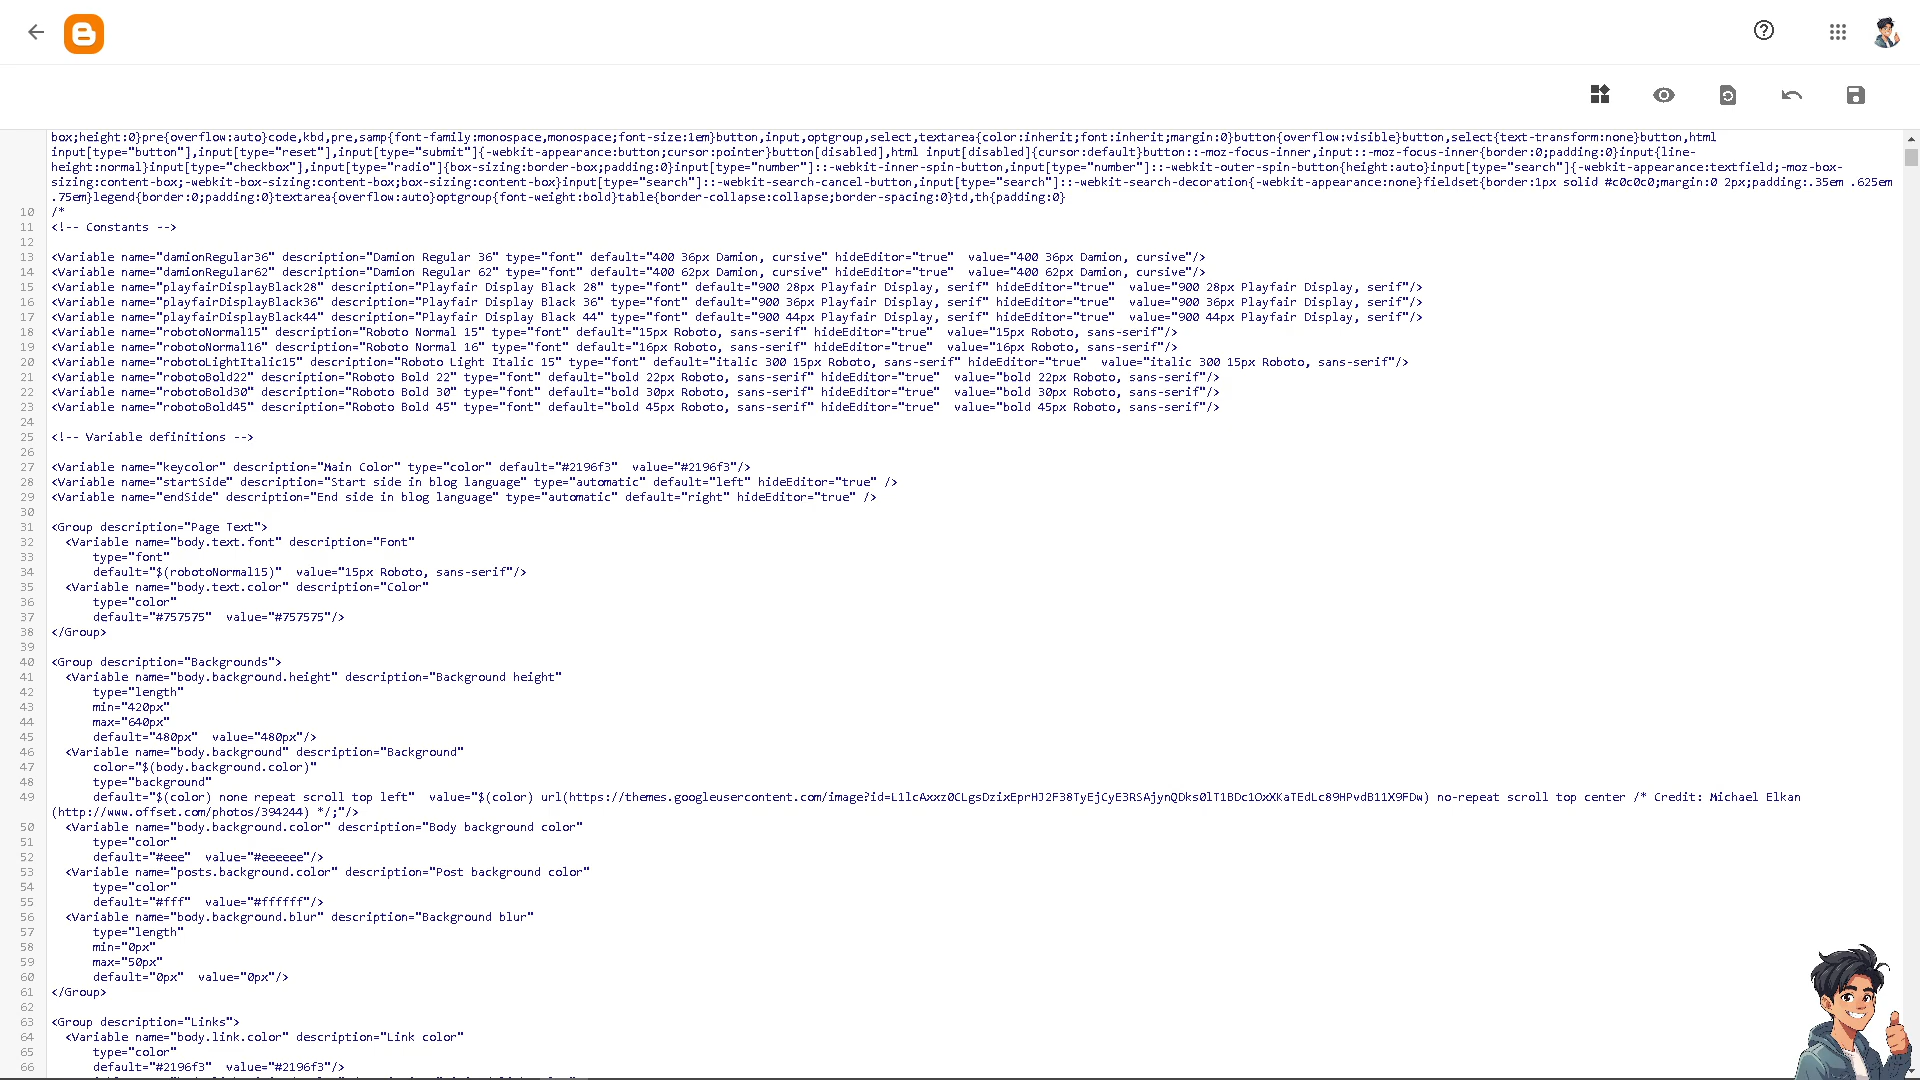 box;height:0}pre{overflow:auto}code,kbd,pre,samp{font-family:monospace,monospace;font-size:1em}button,input,optgroup,select,textarea{color:inherit;font:inherit;margin:0}button{overflow:visible}button,select{text-transform:none}button,html
input[type="button"],input[type="reset"],input[type="submit"]{-webkit-appearance:button;cursor:pointer}button[disabled],html input[disabled]{cursor:default}button::-moz-focus-inner,input::-moz-focus-inner{border:0;padding:0}input{line-
height:normal}input[type="checkbox"],input[type="radio"]{box-sizing:border-box;padding:0}input[type="number"]::-webkit-inner-spin-button,input[type="number"]::-webkit-outer-spin-button{height:auto}input[type="search"]{-webkit-appearance:textfield;-moz-box-
sizing:content-box;-webkit-box-sizing:content-box;box-sizing:content-box}input[type="search"]::-webkit-search-cancel-button,input[type="search"]::-webkit-search-decoration{-webkit-appearance:none}fieldset{border:1px solid #c0c0c0;margin:0 2px;padding:.35em .625em
.75em}legend{border:0;padding:0}textarea{overflow:auto}optgroup{font-weight:bold}table{border-collapse:collapse;border-spacing:0}td,th{padding:0}
10 /*
11 <!-- Constants -->
12
13 <Variable name="damionRegular36" description="Damion Regular 36" type="font" default="400 36px Damion, cursive" hideEditor="true"  value="400 36px Damion, cursive"/>
14 <Variable name="damionRegular62" description="Damion Regular 62" type="font" default="400 62px Damion, cursive" hideEditor="true"  value="400 62px Damion, cursive"/>
15 <Variable name="playfairDisplayBlack28" description="Playfair Display Black 28" type="font" default="900 28px Playfair Display, serif" hideEditor="true"  value="900 28px Playfair Display, serif"/>
16 <Variable name="playfairDisplayBlack36" description="Playfair Display Black 36" type="font" default="900 36px Playfair Display, serif" hideEditor="true"  value="900 36px Playfair Display, serif"/>
17 <Variable name="playfairDisplayBlack44" description="Playfair Display Black 44" type="font" default="900 44px Playfair Display, serif" hideEditor="true"  value="900 44px Playfair Display, serif"/>
18 <Variable name="robotoNormal15" description="Roboto Normal 15" type="font" default="15px Roboto, sans-serif" hideEditor="true"  value="15px Roboto, sans-serif"/>
19 <Variable name="robotoNormal16" description="Roboto Normal 16" type="font" default="16px Roboto, sans-serif" hideEditor="true"  value="16px Roboto, sans-serif"/>
20 <Variable name="robotoLightItalic15" description="Roboto Light Italic 15" type="font" default="italic 300 15px Roboto, sans-serif" hideEditor="true"  value="italic 300 15px Roboto, sans-serif"/>
21 <Variable name="robotoBold22" description="Roboto Bold 22" type="font" default="bold 22px Roboto, sans-serif" hideEditor="true"  value="bold 22px Roboto, sans-serif"/>
22 <Variable name="robotoBold30" description="Roboto Bold 30" type="font" default="bold 30px Roboto, sans-serif" hideEditor="true"  value="bold 30px Roboto, sans-serif"/>
23 <Variable name="robotoBold45" description="Roboto Bold 45" type="font" default="bold 45px Roboto, sans-serif" hideEditor="true"  value="bold 45px Roboto, sans-serif"/>
24
25 <!-- Variable definitions -->
26
27 <Variable name="keycolor" description="Main Color" type="color" default="#2196f3"  value="#2196f3"/>
28 <Variable name="startSide" description="Start side in blog language" type="automatic" default="left" hideEditor="true" />
29 <Variable name="endSide" description="End side in blog language" type="automatic" default="right" hideEditor="true" />
30
31 <Group description="Page Text">
32 <Variable name="body.text.font" description="Font"
33 type="font"
34 default="$(robotoNormal15)"  value="15px Roboto, sans-serif"/>
35 <Variable name="body.text.color" description="Color"
36 type="color"
37 default="#757575"  value="#757575"/>
38 </Group>
39
40 <Group description="Backgrounds">
41 <Variable name="body.background.height" description="Background height"
42 type="length"
43 min="420px"
44 max="640px"
45 default="480px"  value="480px"/>
46 <Variable name="body.background" description="Background"
47 color="$(body.background.color)"
48 type="background"
49 default="$(color) none repeat scroll top left"  value="$(color) url(https://themes.googleusercontent.com/image?id=L1lcAxxz0CLgsDzixEprHJ2F38TyEjCyE3RSAjynQDks0lT1BDc1OxXKaTEdLc89HPvdB11X9FDw) no-repeat scroll top center /* Credit: Michael Elkan
(http://www.offset.com/photos/394244) */;"/>
50 <Variable name="body.background.color" description="Body background color"
51 type="color"
52 default="#eee"  value="#eeeeee"/>
53 <Variable name="posts.background.color" description="Post background color"
54 type="color"
55 default="#fff"  value="#ffffff"/>
56 <Variable name="body.background.blur" description="Background blur"
57 type="length"
58 min="0px"
59 max="50px"
60 default="0px"  value="0px"/>
61 </Group>
62
63 <Group description="Links">
64 <Variable name="body.link.color" description="Link color"
65 type="color"
66 default="#2196f3"  value="#2196f3"/>